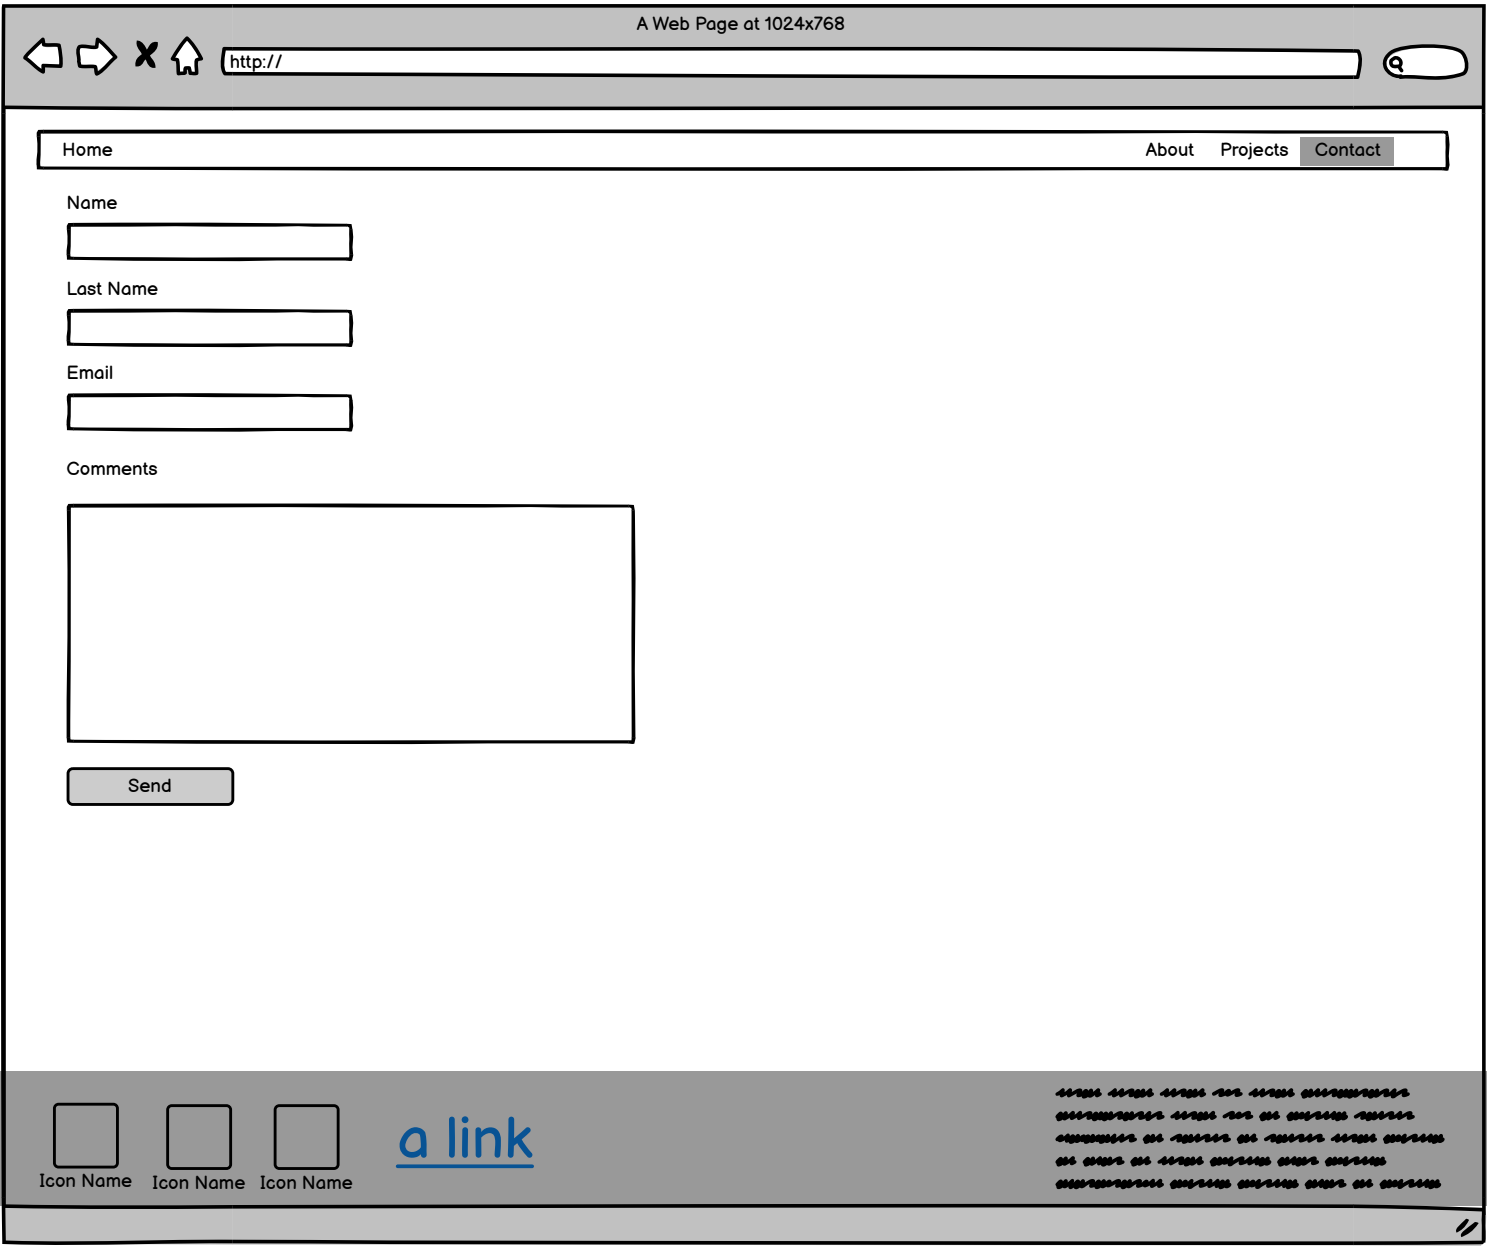 A Web Page at 1024x768
http://
Home About Projects Contact
Name
Last Name
Email
Comments
Send
a link
Icon Name Icon Name Icon Name